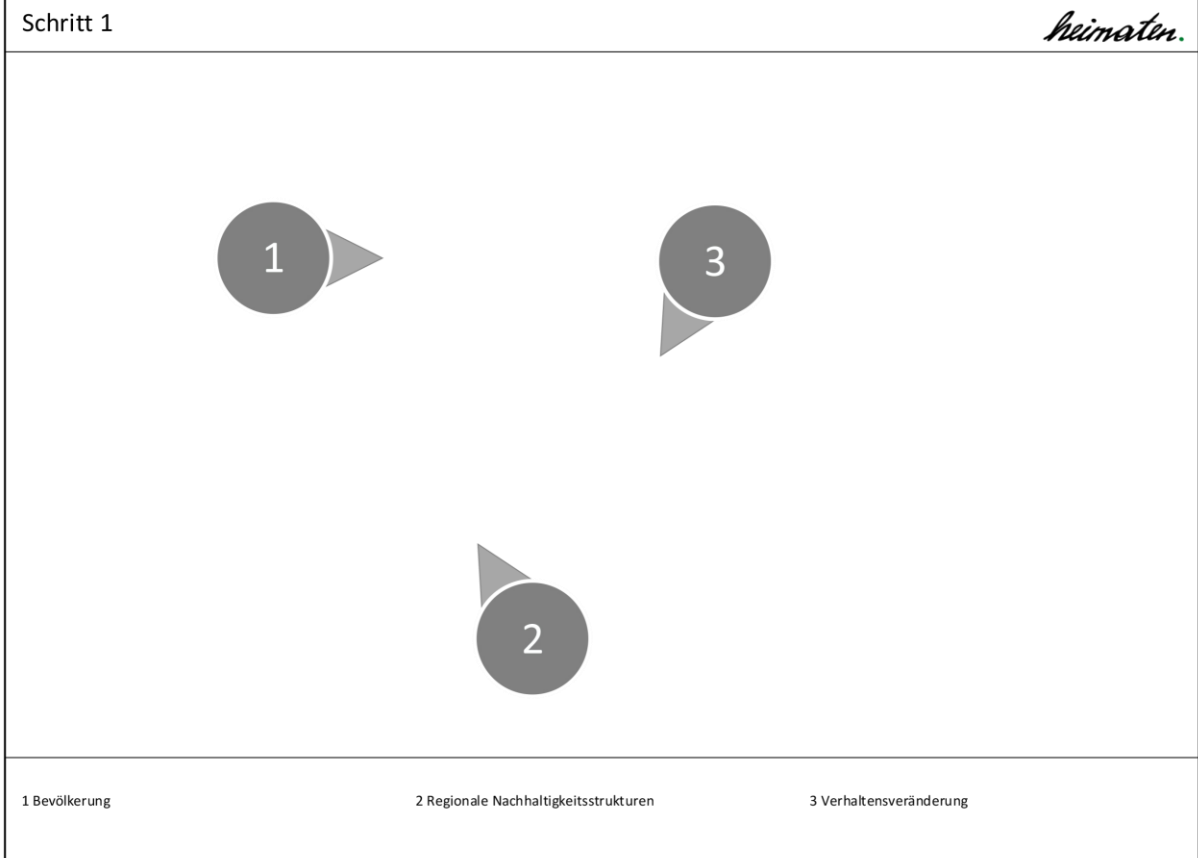 Schritt 1
heimaten.
1
3
2
1 Bevölkerung
2 Regionale Nachhaltigkeitsstrukturen
3 Verhaltensveränderung